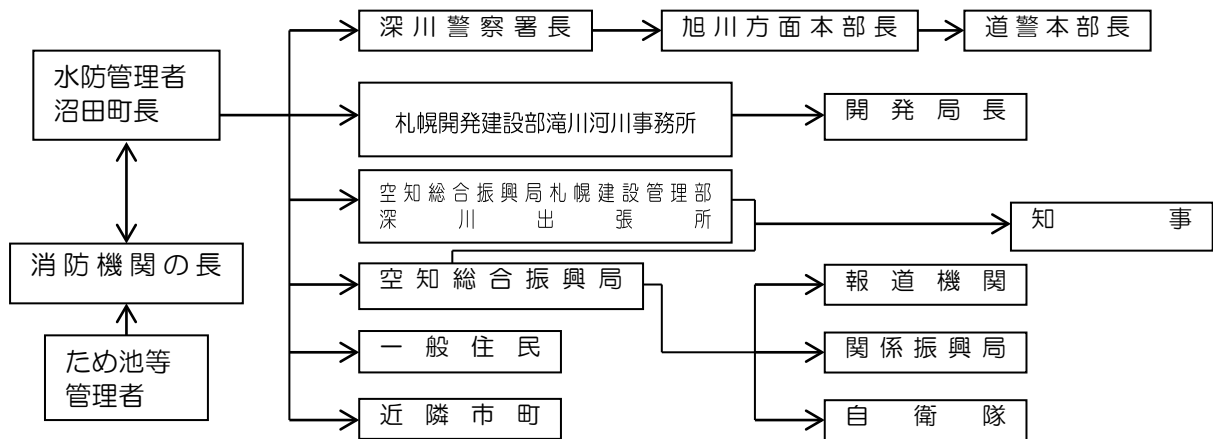 深川警察署長
旭川方面本部長
道警本部長
水防管理者
沼田町長
札幌開発建設部滝川河川事務所
開発局長
空知総合振興局札幌建設管理部
深川出張所
知事
消防機関の長
空知総合振興局
報道機関
ため池等
管理者
一般住民
関係振興局
近隣市町
自衛隊